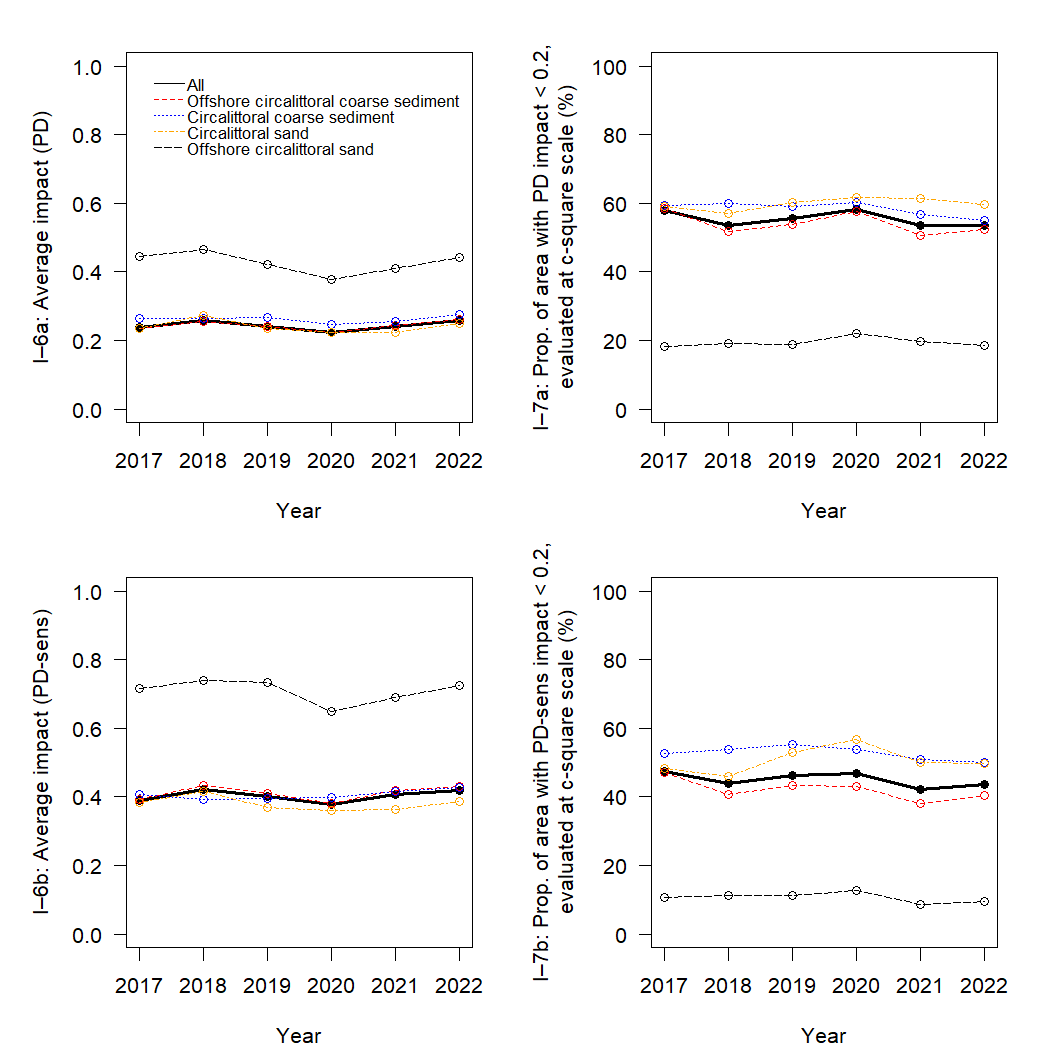 I−6a: Average impact (PD)
1.0
0.8
0.6
0.4
0.2
0.0
All
Offshore circalittoral coarse sediment
Circalittoral coarse sediment
Circalittoral sand
Offshore circalittoral sand
2017 2018 2019 2020 2021 2022
Year
I−7a: Prop. of area with PD impact < 0.2,
evaluated at c-square scale (%)
100
80
60
40
20
0
2017 2018 2019 2020 2021 2022
Year
I−6b: Average impact (PD-sens)
1.0
0.8
0.6
0.4
0.2
0.0
2017 2018 2019 2020 2021 2022
Year
I−7b: Prop. of area with PD-sens impact < 0.2,
evaluated at c-square scale (%)
100
80
60
40
20
0
2017 2018 2019 2020 2021 2022
Year